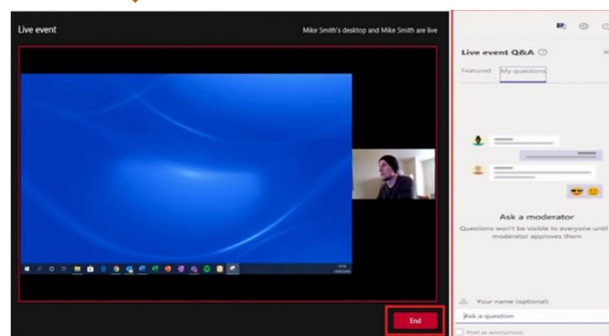 Live event
Mike Smith's desktop and Mike Smith are live
End
Live event Q&A
Featured
My questions
Ask a moderator
Questions won't be visible to everyone until
moderator approves them
Your name (optional)
Ask a question
Post as anonymous